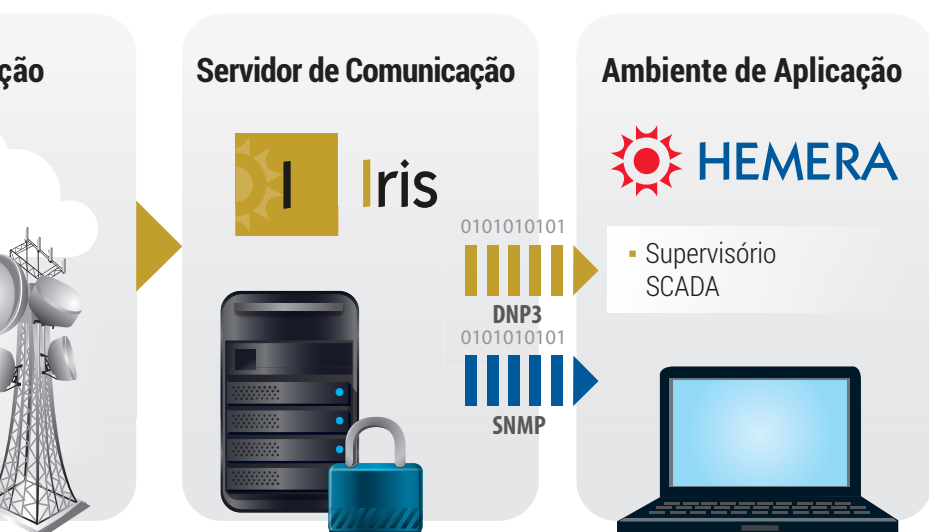 ção
Servidor de Comunicação
I Iris
0101010101
DNP3
0101010101
SNMP
Ambiente de Aplicação
HEMERA
▪ Supervisório
SCADA